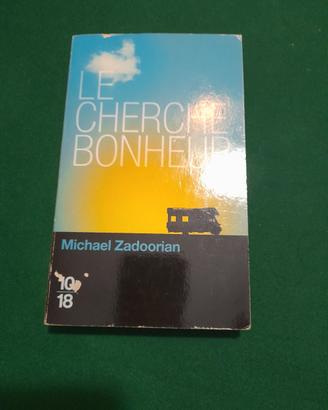 LE
CHERCHE
BONHEUR
Michael Zadoorian
10
18